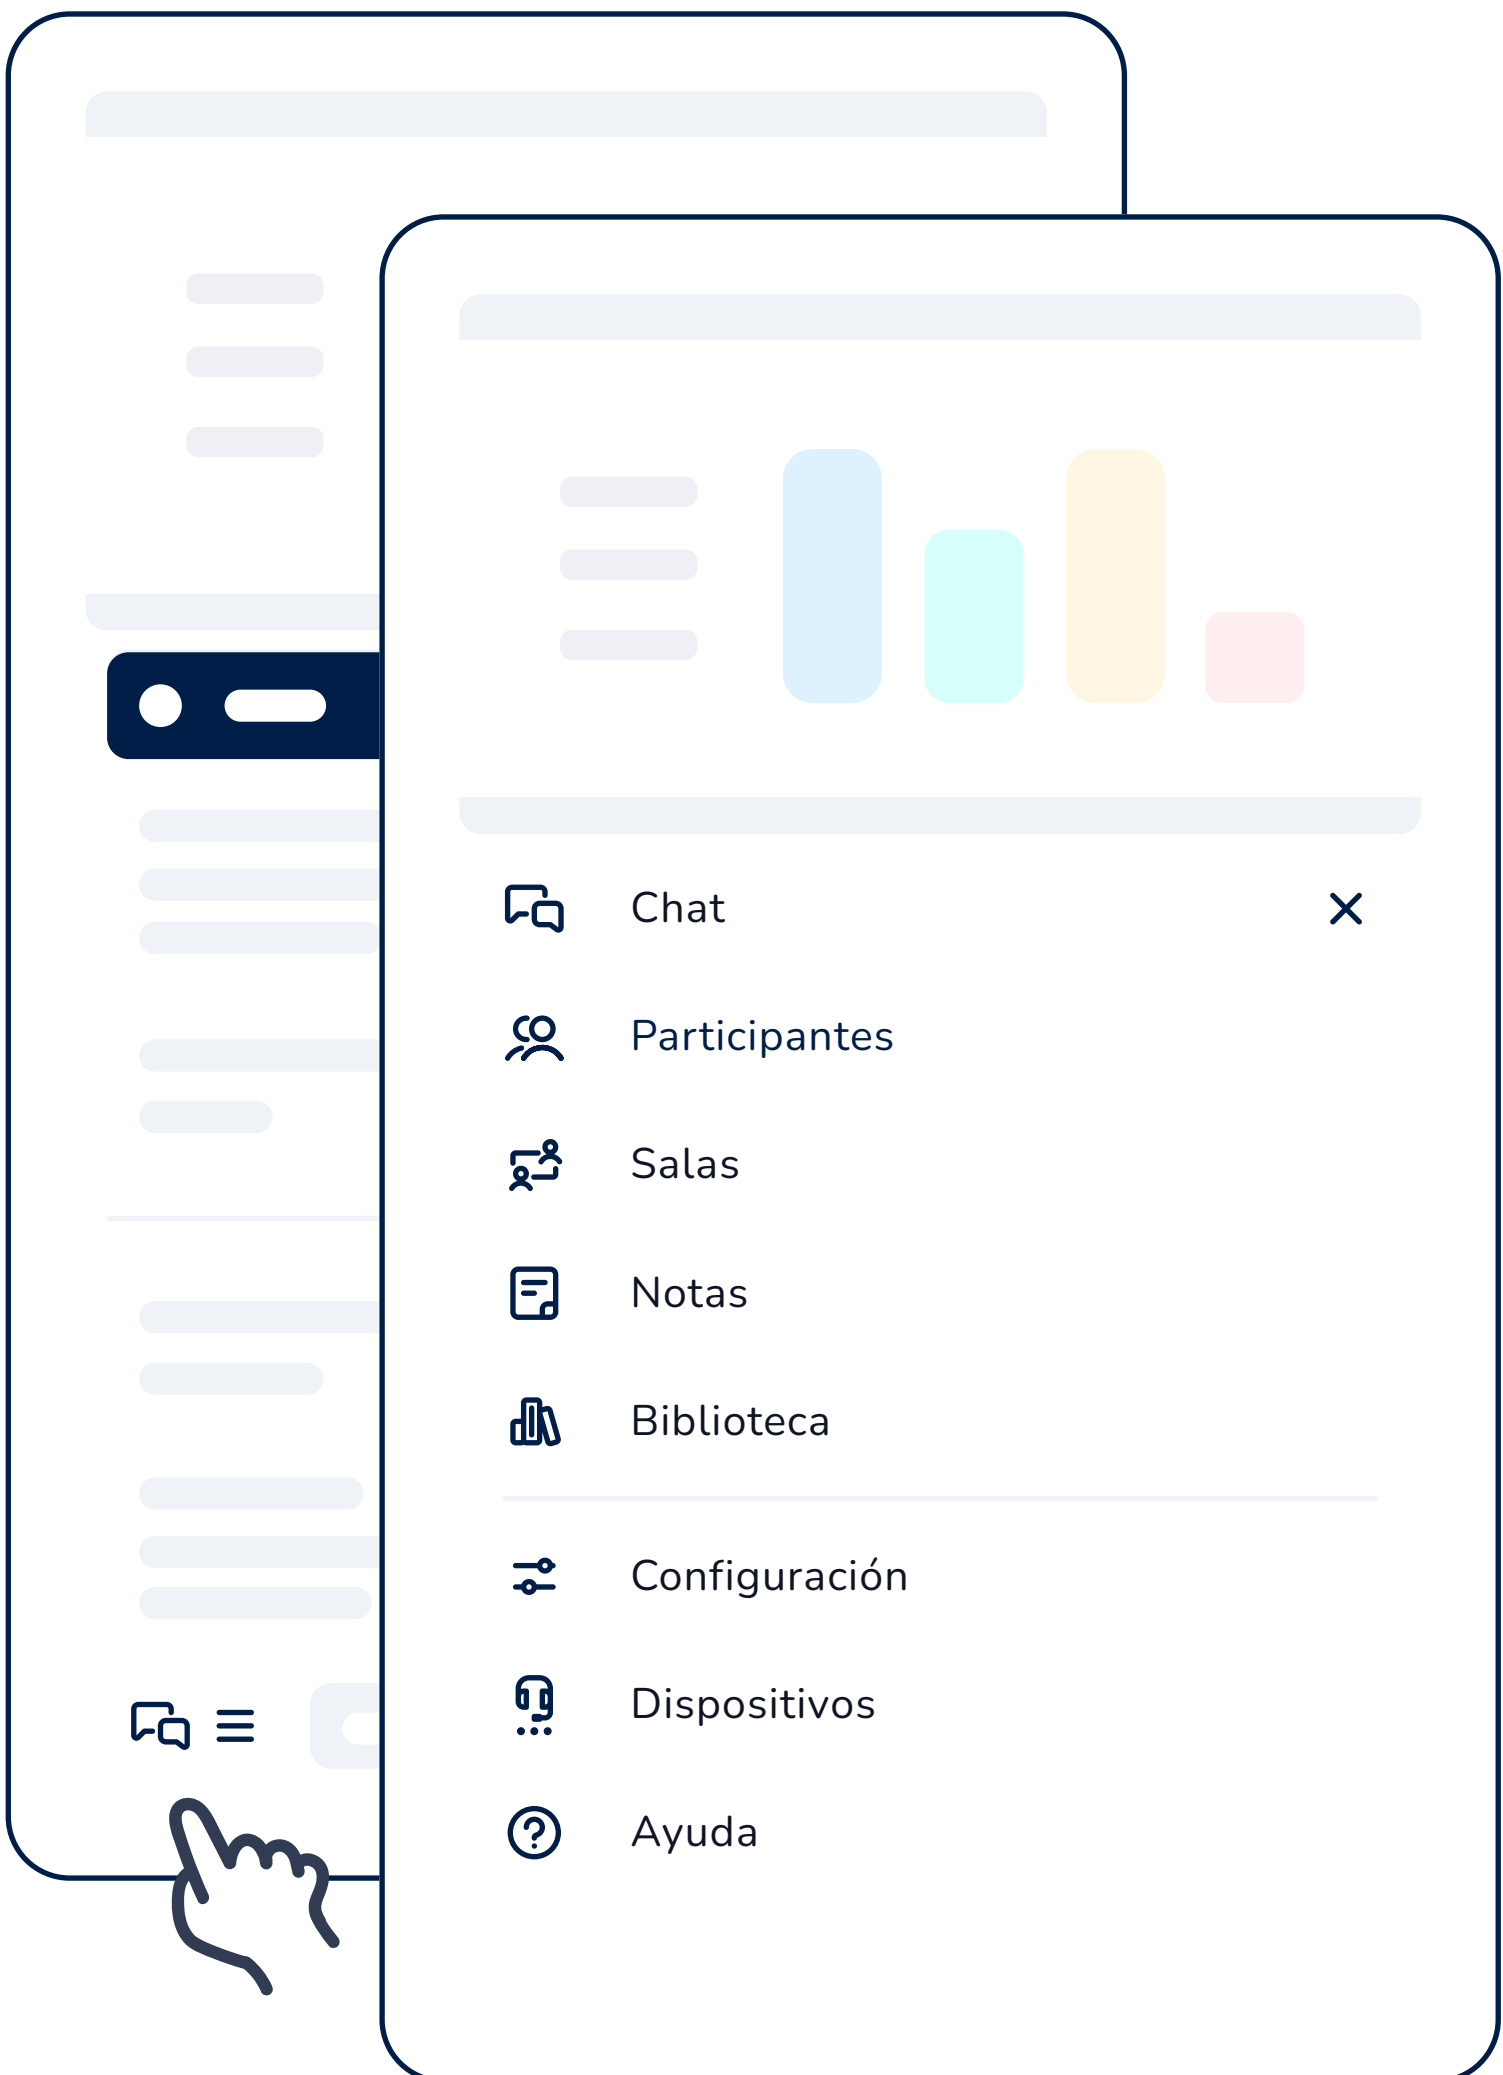 Chat
Participantes
Salas
Notas
Biblioteca
Configuración
Dispositivos
Ayuda